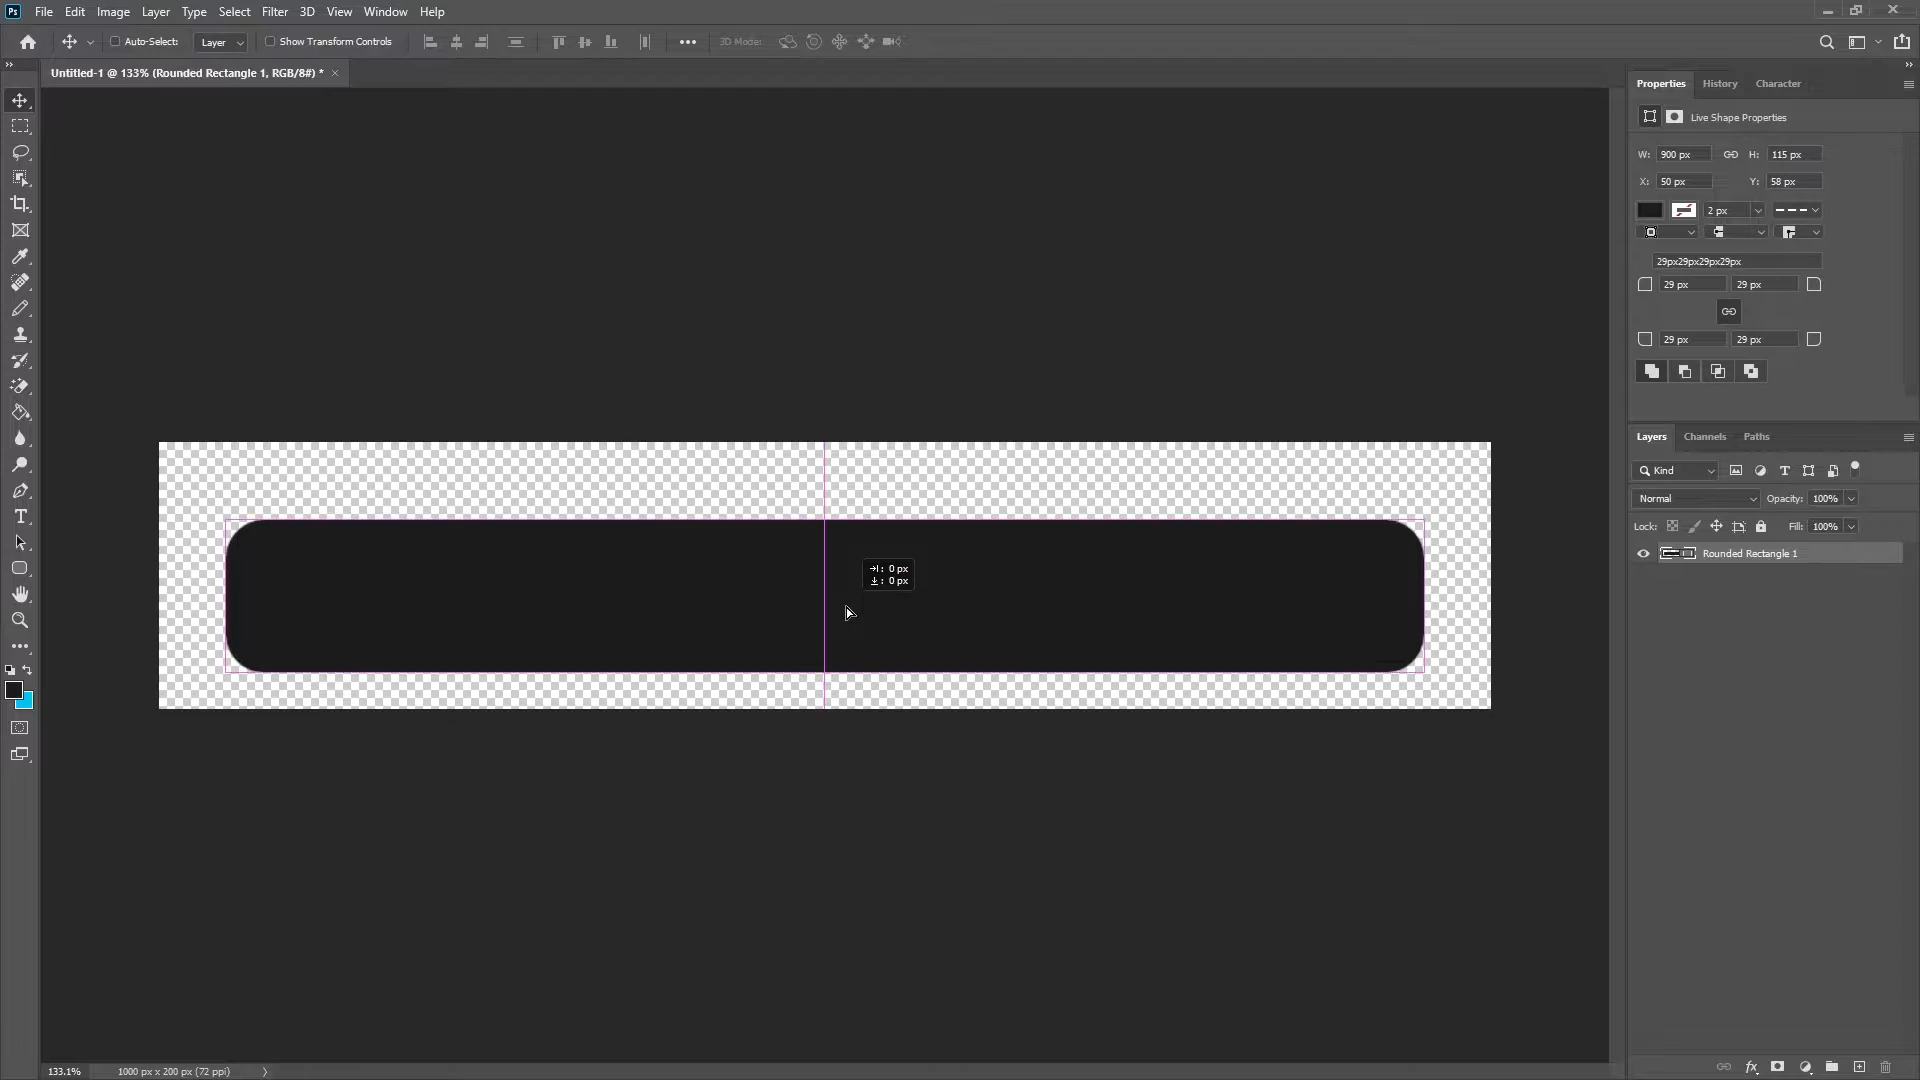 Ps File Edit Image Layer Type Select Filter 3D View Window Help
Auto-Select: Layer Show Transform Controls 3D Mode:
Untitled-1 @ 133% (Rounded Rectangle 1, RGB/8#) * ×
Properties History Character
Live Shape Properties
W: 900 px H: 115 px
X: 50 px Y: 58 px
2 px
29px29px29px29px
29 px 29 px
29 px 29 px
Layers Channels Paths
Kind
Normal Opacity: 100%
Lock: Fill: 100%
Rounded Rectangle 1
: 0 px
: 0 px
fx
133.1% 1000 px x 200 px (72 ppi)